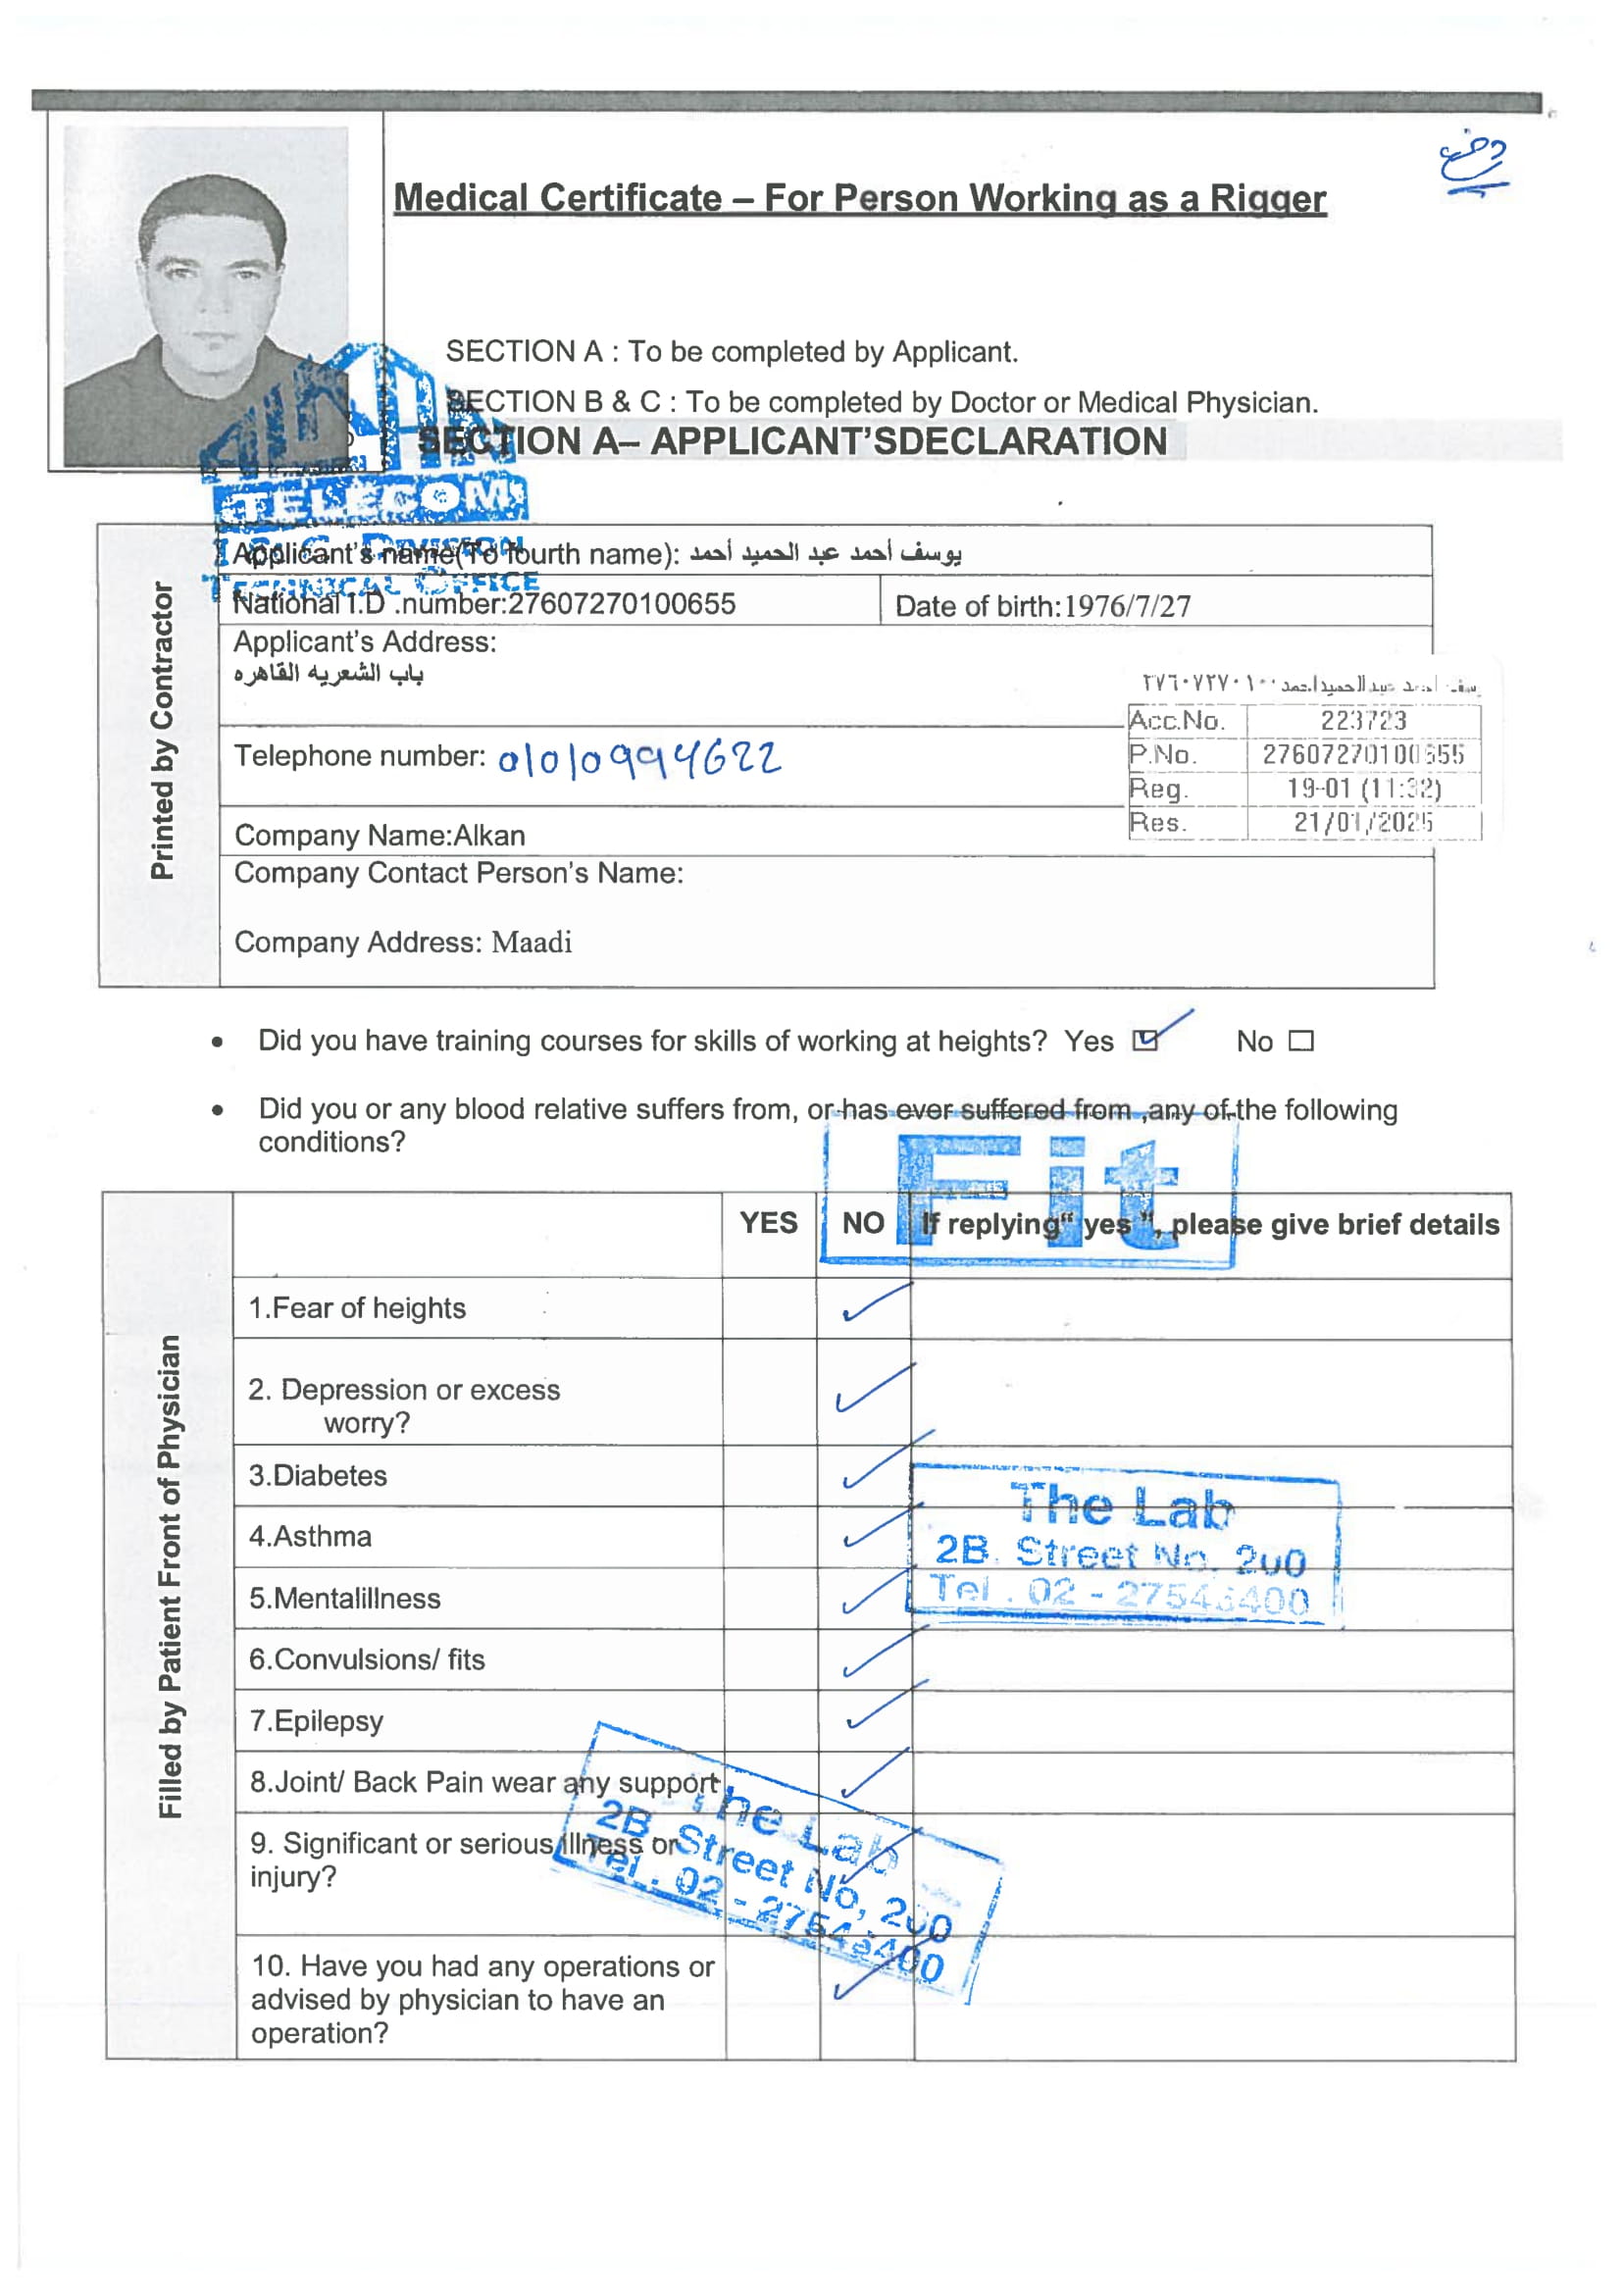 Medical Certificate – For Person Working as a Rigger
SECTION A : To be completed by Applicant.
SECTION B & C : To be completed by Doctor or Medical Physician.
SECTION A– APPLICANT'SDECLARATION
TELECOM
DIVISION
TECHNICAL OFFICE
Printed by Contractor
Applicant's name(To fourth name): يوسف أحمد عبد الحميد أحمد
National I.D .number:27607270100655
Date of birth:1976/7/27
Applicant's Address:
باب الشعريه القاهره
Telephone number: 01010994622
Company Name:Alkan
Company Contact Person's Name:
Company Address: Maadi
احمد عبد الحميد احمد
Acc.No. 223723
P.No. 27607270100655
Reg. 19-01 (11:32)
Res. 21/01/2025
• Did you have training courses for skills of working at heights? Yes ☑ No ☐
• Did you or any blood relative suffers from, or has ever suffered from ,any of the following
conditions?
Fit
Filled by Patient Front of Physician
YES NO If replying" yes ", please give brief details
1.Fear of heights ✓
2. Depression or excess
worry? ✓
3.Diabetes ✓
4.Asthma ✓
5.Mentalillness ✓
6.Convulsions/ fits ✓
7.Epilepsy ✓
8.Joint/ Back Pain wear any support ✓
9. Significant or serious illness or
injury? ✓
10. Have you had any operations or
advised by physician to have an
operation? ✓
The Lab
2B. Street No. 200
Tel . 02 - 27543400
The Lab
2B Street No, 200
Tel . 02 - 27543400